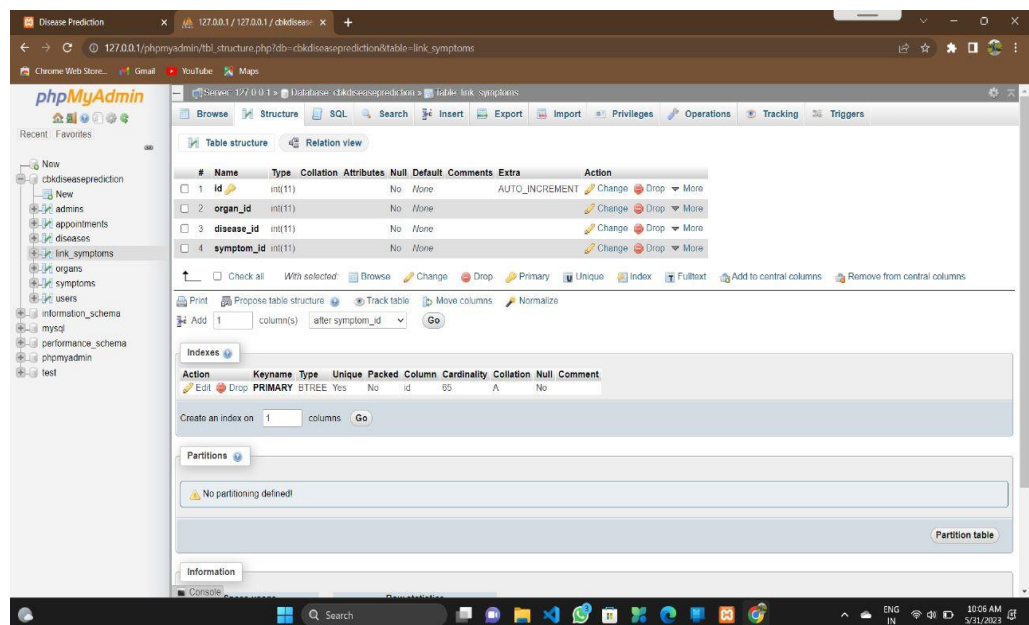 Disease Prediction
127.0.0.1 / 127.0.0.1 / cbkdisease
127.0.0.1/phpmyadmin/tbl_structure.php?db=cbkdiseaseprediction&table=link_symptoms
Chrome Web Store... Gmail YouTube Maps
phpMyAdmin
Recent Favorites
New
cbkdiseaseprediction
New
admins
appointments
diseases
link_symptoms
organs
symptoms
users
information_schema
mysql
performance_schema
phpmyadmin
test
Server: 127.0.0.1 » Database: cbkdiseaseprediction » Table: link_symptoms
Browse Structure SQL Search Insert Export Import Privileges Operations Tracking Triggers
Table structure Relation view
# Name Type Collation Attributes Null Default Comments Extra Action
1 id int(11) No None AUTO_INCREMENT Change Drop More
2 organ_id int(11) No None Change Drop More
3 disease_id int(11) No None Change Drop More
4 symptom_id int(11) No None Change Drop More
Check all With selected: Browse Change Drop Primary Unique Index Fulltext Add to central columns Remove from central columns
Print Propose table structure Track table Move columns Normalize
Add 1 column(s) after symptom_id Go
Indexes
Action Keyname Type Unique Packed Column Cardinality Collation Null Comment
Edit Drop PRIMARY BTREE Yes No id 65 A No
Create an index on 1 columns Go
Partitions
No partitioning defined!
Partition table
Information
Console
Space usage Row statistics
Search
ENG
IN
10:06 AM
5/31/2023